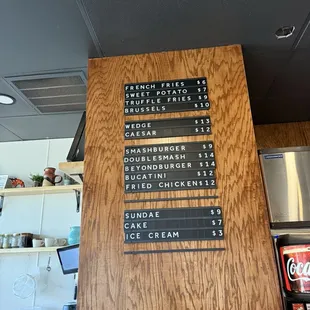 FRENCH FRIES $ 6
SWEET POTATO $ 7
TRUFFLE FRIES $ 9
BRUSSELS $ 10
WEDGE $ 13
CAESAR $ 12
SMASHBURGER $ 9
DOUBLESMASH $ 14
BEYONDBURGER $ 14
BUCATINI $ 12
FRIED CHICKEN $ 12
SUNDAE $ 9
CAKE $ 7
ICE CREAM $ 3
Coca